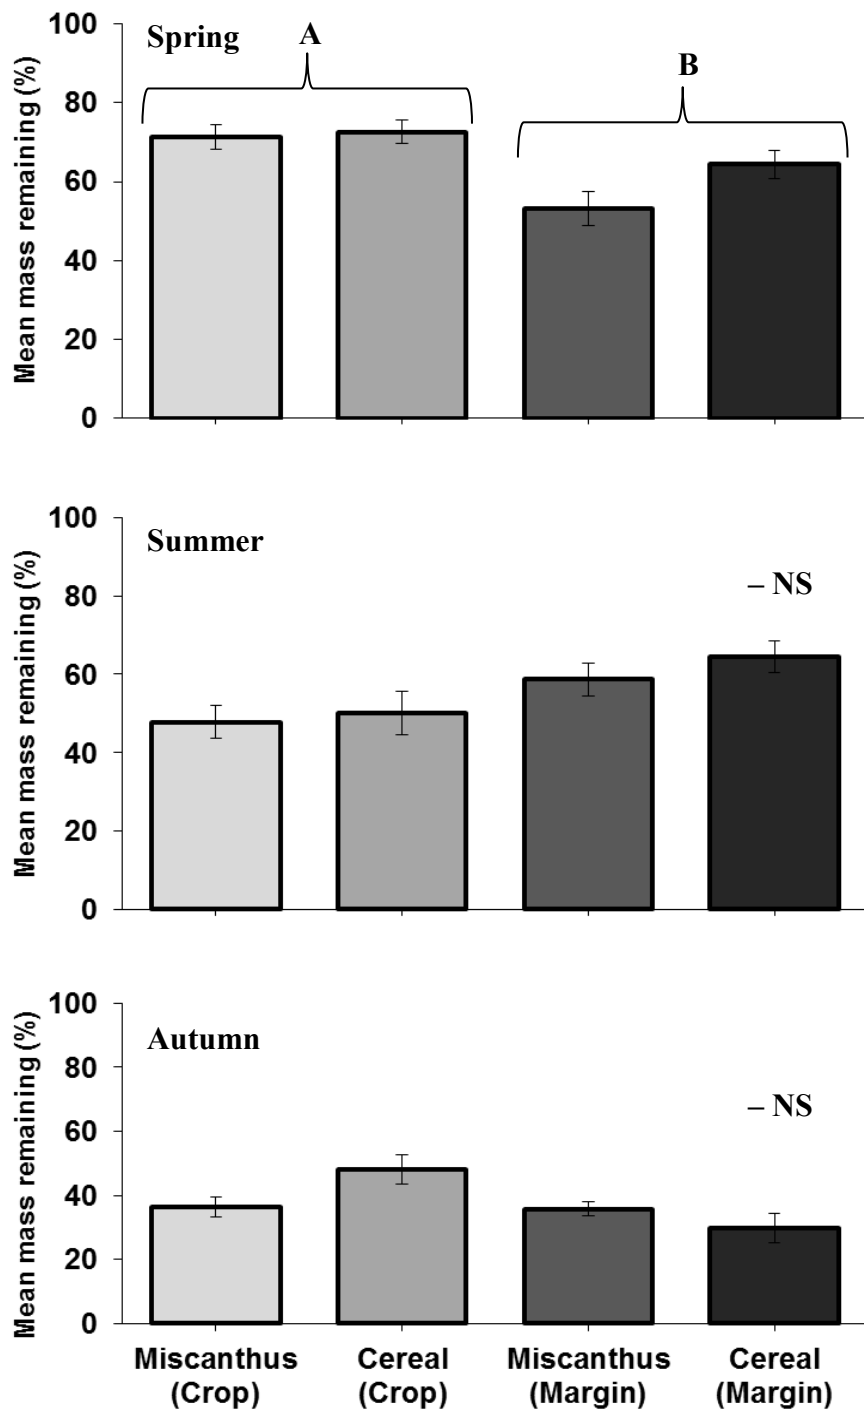 Mean mass remaining (%)
100
80
60
40
20
0
Spring
A
B
Mean mass remaining (%)
100
80
60
40
20
0
Summer
– NS
Mean mass remaining (%)
100
80
60
40
20
0
Autumn
– NS
Miscanthus
(Crop)
Cereal
(Crop)
Miscanthus
(Margin)
Cereal
(Margin)